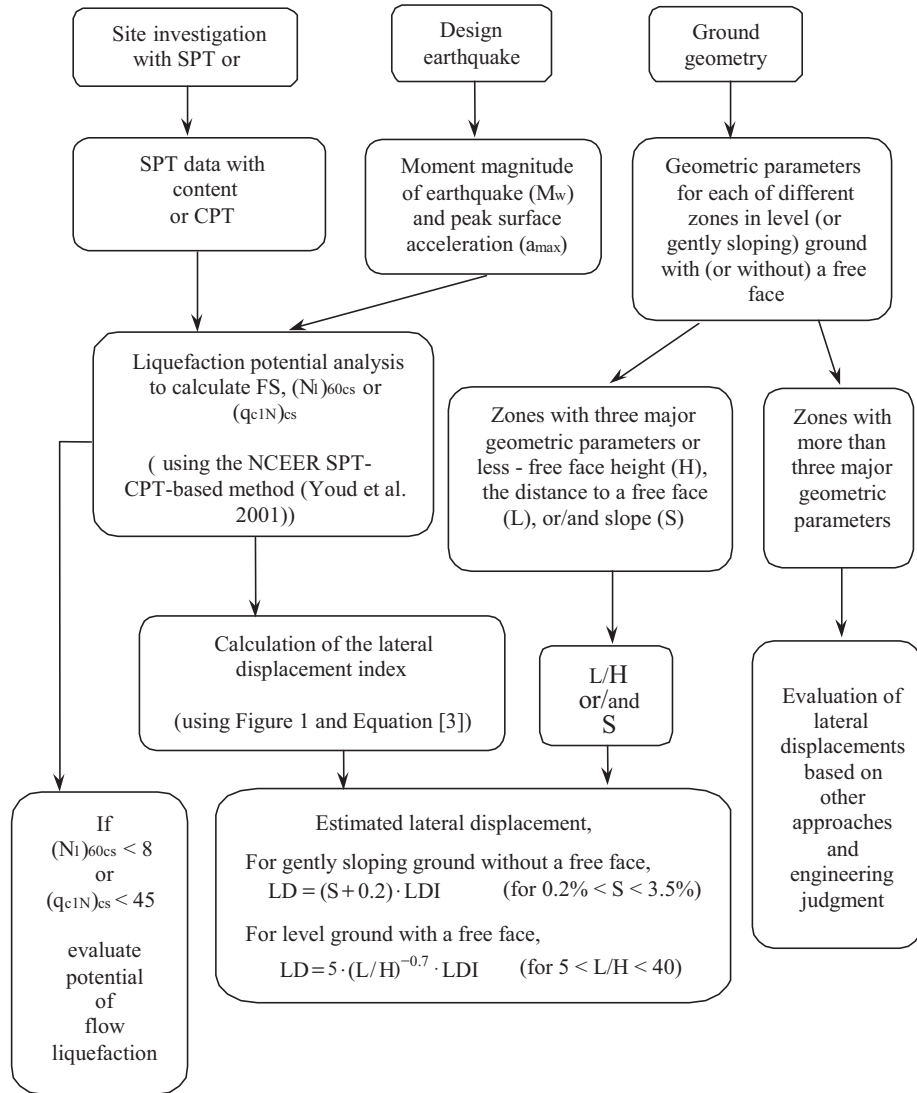 Site investigation
with SPT or
Design
earthquake
Ground
geometry
SPT data with
content
or CPT
Moment magnitude
of earthquake (Mw)
and peak surface
acceleration (amax)
Geometric parameters
for each of different
zones in level (or
gently sloping) ground
with (or without) a free
face
Liquefaction potential analysis
to calculate FS, (N1)60cs or
(qc1N)cs
( using the NCEER SPT-
CPT-based method (Youd et al.
2001))
Zones with three major
geometric parameters or
less - free face height (H),
the distance to a free face
(L), or/and slope (S)
Zones with
more than
three major
geometric
parameters
Calculation of the lateral
displacement index
(using Figure 1 and Equation [3])
L/H
or/and
S
Evaluation of
lateral
displacements
based on
other
approaches
and
engineering
judgment
If
(N1)60cs < 8
or
(qc1N)cs < 45
evaluate
potential
of
flow
liquefaction
Estimated lateral displacement,
For gently sloping ground without a free face,
LD = (S + 0.2) · LDI (for 0.2% < S < 3.5%)
For level ground with a free face,
LD = 5 · (L/H)^−0.7 · LDI (for 5 < L/H < 40)